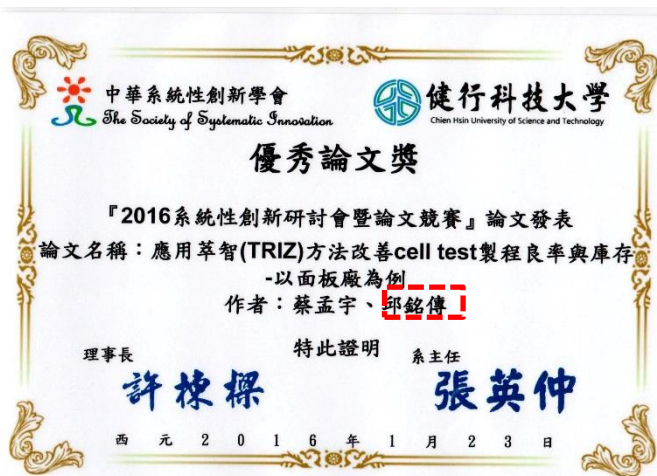 中華系統性創新學會
The Society of Systematic Innovation
健行科技大學
Chien Hsin University of Science and Technology
優秀論文獎
『2016系統性創新研討會暨論文競賽』論文發表
論文名稱：應用萃智(TRIZ)方法改善cell test製程良率與庫存
-以面板廠為例
作者：蔡孟宇、邱銘傳
特此證明
理事長 許棟樑
系主任 張英仲
西元2016年1月23日